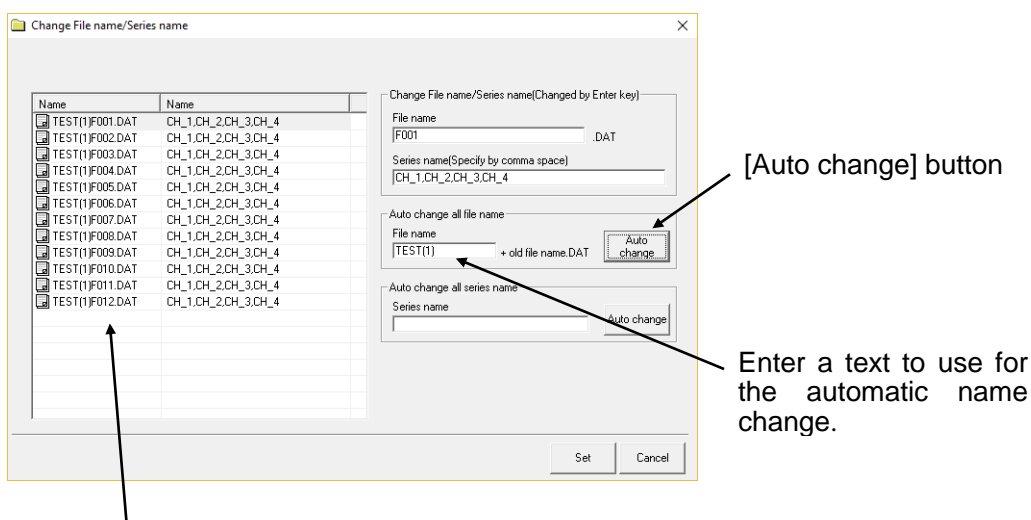 Change File name/Series name
Name Name
TEST(1)F001.DAT CH_1,CH_2,CH_3,CH_4
TEST(1)F002.DAT CH_1,CH_2,CH_3,CH_4
TEST(1)F003.DAT CH_1,CH_2,CH_3,CH_4
TEST(1)F004.DAT CH_1,CH_2,CH_3,CH_4
TEST(1)F005.DAT CH_1,CH_2,CH_3,CH_4
TEST(1)F006.DAT CH_1,CH_2,CH_3,CH_4
TEST(1)F007.DAT CH_1,CH_2,CH_3,CH_4
TEST(1)F008.DAT CH_1,CH_2,CH_3,CH_4
TEST(1)F009.DAT CH_1,CH_2,CH_3,CH_4
TEST(1)F010.DAT CH_1,CH_2,CH_3,CH_4
TEST(1)F011.DAT CH_1,CH_2,CH_3,CH_4
TEST(1)F012.DAT CH_1,CH_2,CH_3,CH_4
Change File name/Series name(Changed by Enter key)
File name
F001 .DAT
Series name(Specify by comma space)
CH_1,CH_2,CH_3,CH_4
Auto change all file name
File name
TEST(1) + old file name.DAT
Auto
change
Auto change all series name
Series name
Auto change
Set Cancel
[Auto change] button
Enter a text to use for
the automatic name
change.